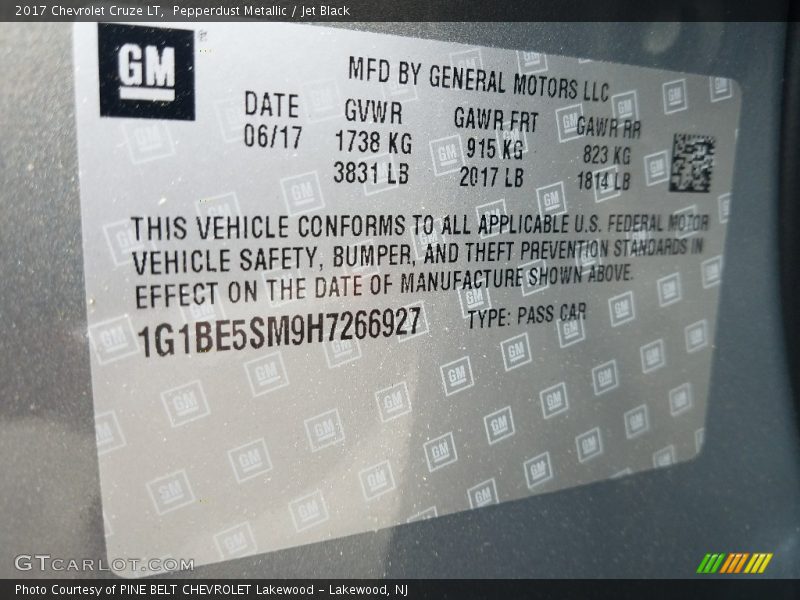 2017 Chevrolet Cruze LT, Pepperdust Metallic / Jet Black
GM
MFD BY GENERAL MOTORS LLC
DATE GVWR GAWR FRT GAWR RR
06/17 1738 KG 915 KG 823 KG
3831 LB 2017 LB 1814 LB
THIS VEHICLE CONFORMS TO ALL APPLICABLE U.S. FEDERAL MOTOR
VEHICLE SAFETY, BUMPER, AND THEFT PREVENTION STANDARDS IN
EFFECT ON THE DATE OF MANUFACTURE SHOWN ABOVE.
1G1BE5SM9H7266927 TYPE: PASS CAR
GTCARLOT.COM
Photo Courtesy of PINE BELT CHEVROLET Lakewood - Lakewood, NJ